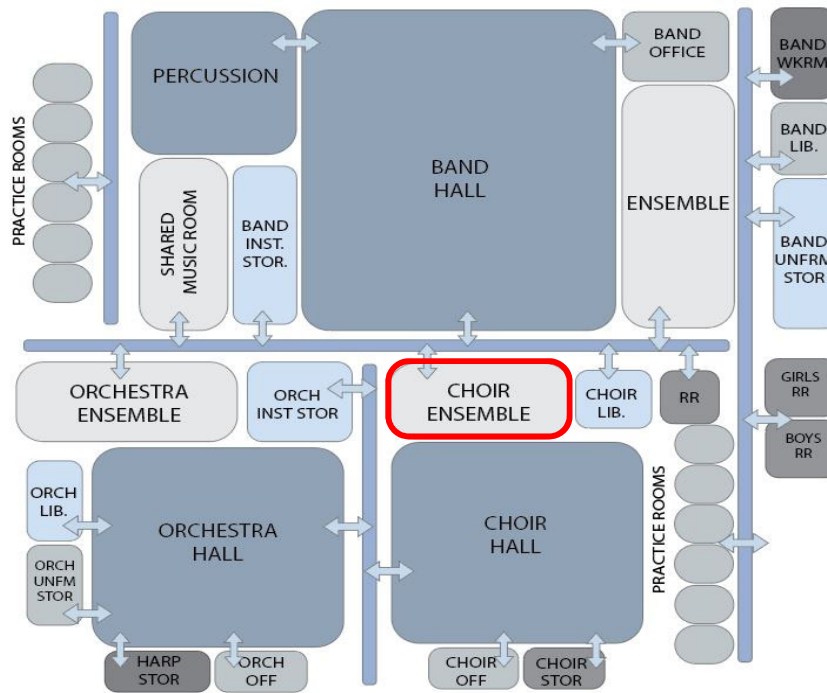 PERCUSSION
BAND
HALL
BAND
OFFICE
BAND
WKRM
BAND
LIB.
BAND
UNFRM
STOR
PRACTICE ROOMS
SHARED
MUSIC ROOM
BAND
INST.
STOR.
ENSEMBLE
ORCHESTRA
ENSEMBLE
ORCH
INST STOR
CHOIR
ENSEMBLE
CHOIR
LIB.
RR
GIRLS
RR
BOYS
RR
ORCH
LIB.
ORCH
UNFM
STOR
ORCHESTRA
HALL
CHOIR
HALL
PRACTICE ROOMS
HARP
STOR
ORCH
OFF
CHOIR
OFF
CHOIR
STOR